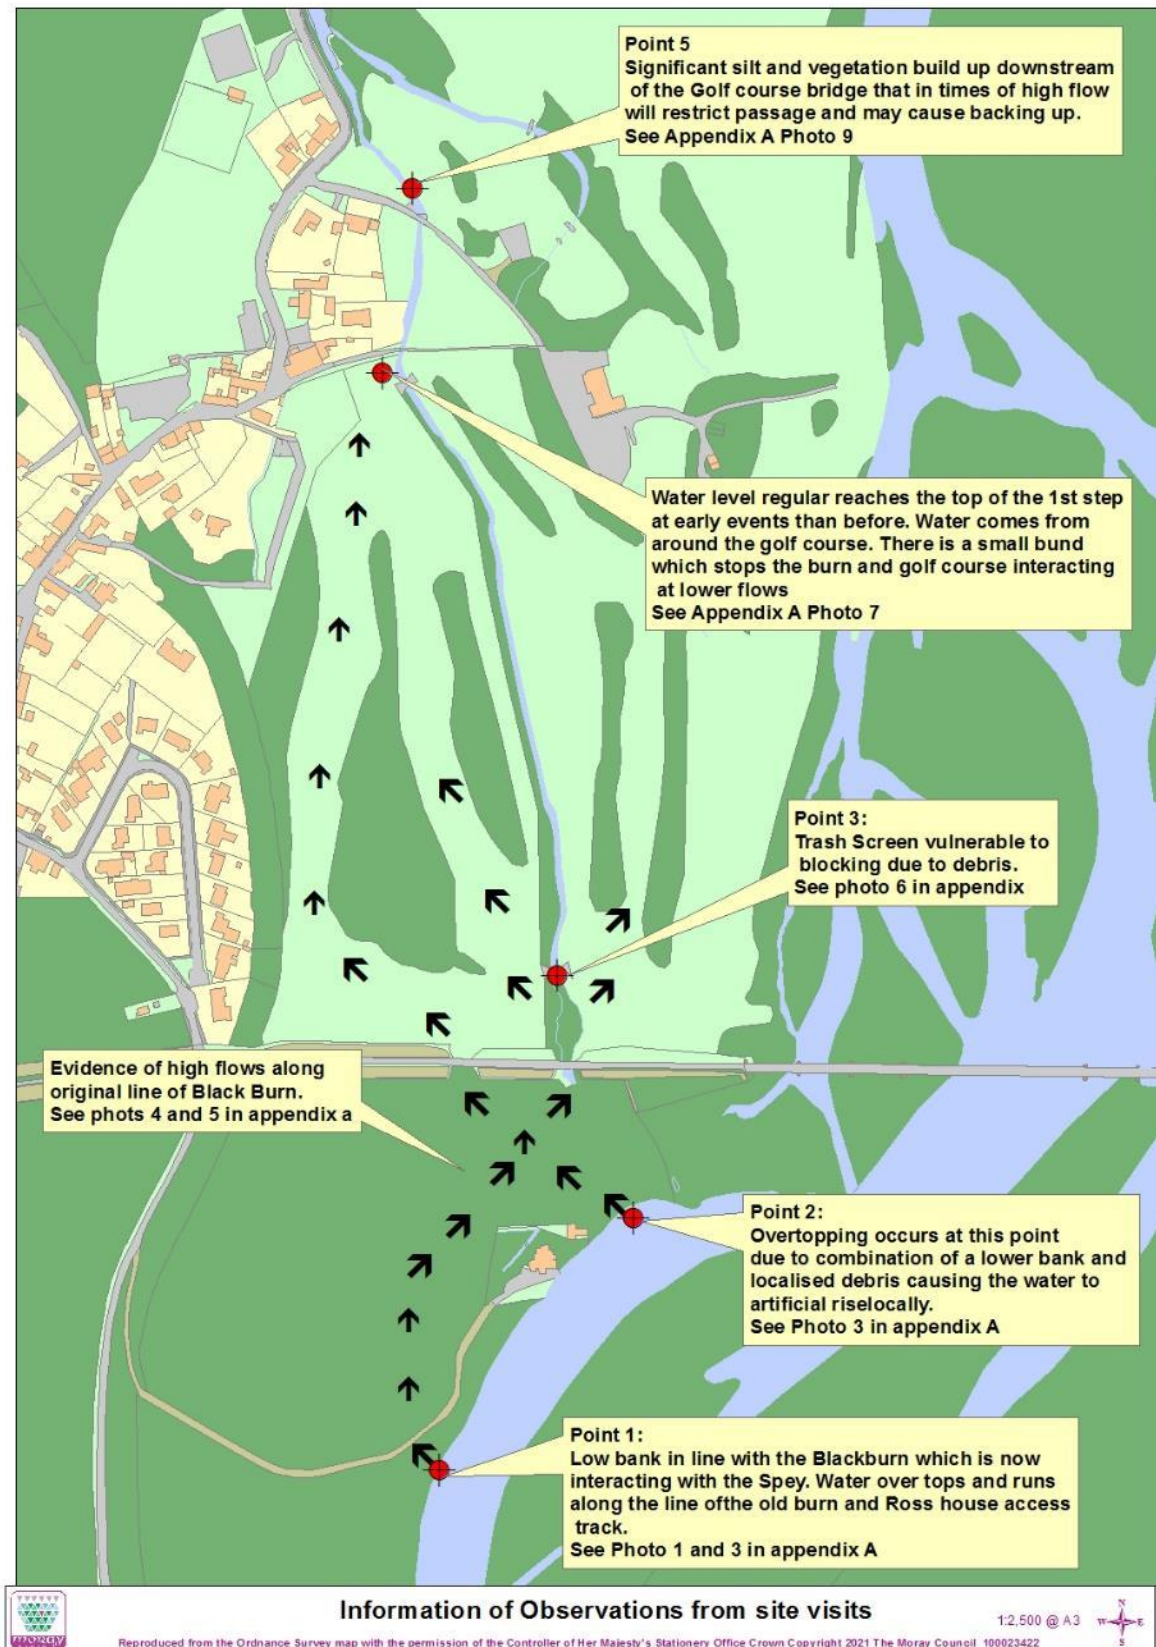 Point 5
Significant silt and vegetation build up downstream
of the Golf course bridge that in times of high flow
will restrict passage and may cause backing up.
See Appendix A Photo 9
Water level regular reaches the top of the 1st step
at early events than before. Water comes from
around the golf course. There is a small bund
which stops the burn and golf course interacting
at lower flows
See Appendix A Photo 7
Point 3:
Trash Screen vulnerable to
blocking due to debris.
See photo 6 in appendix
Evidence of high flows along
original line of Black Burn.
See phots 4 and 5 in appendix a
Point 2:
Overtopping occurs at this point
due to combination of a lower bank and
localised debris causing the water to
artificial riselocally.
See Photo 3 in appendix A
Point 1:
Low bank in line with the Blackburn which is now
interacting with the Spey. Water over tops and runs
along the line ofthe old burn and Ross house access
track.
See Photo 1 and 3 in appendix A
moray
Information of Observations from site visits
1:2,500 @ A3
N
W E
S
Reproduced from the Ordnance Survey map with the permission of the Controller of Her Majesty's Stationery Office Crown Copyright 2021 The Moray Council 100023422